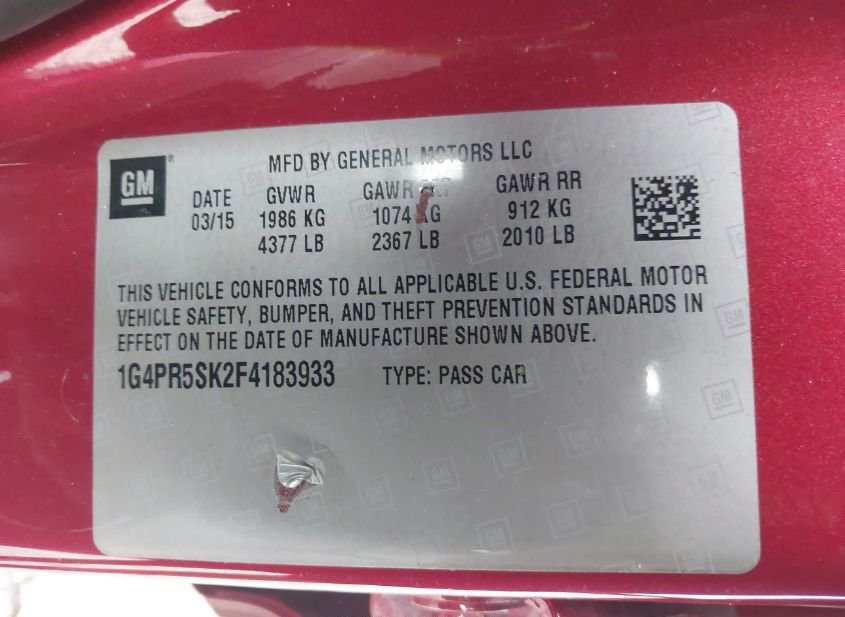 GM
MFD BY GENERAL MOTORS LLC
DATE GVWR GAWR GAWR RR
03/15 1986 KG 1074 KG 912 KG
4377 LB 2367 LB 2010 LB
THIS VEHICLE CONFORMS TO ALL APPLICABLE U.S. FEDERAL MOTOR
VEHICLE SAFETY, BUMPER, AND THEFT PREVENTION STANDARDS IN
EFFECT ON THE DATE OF MANUFACTURE SHOWN ABOVE.
1G4PR5SK2F4183933 TYPE: PASS CAR